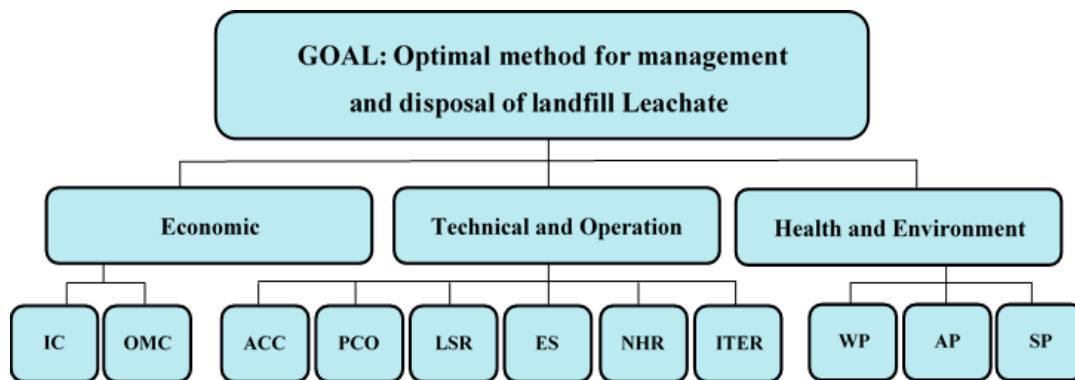 GOAL: Optimal method for management
and disposal of landfill Leachate
Economic
Technical and Operation
Health and Environment
IC
OMC
ACC
PCO
LSR
ES
NHR
ITER
WP
AP
SP